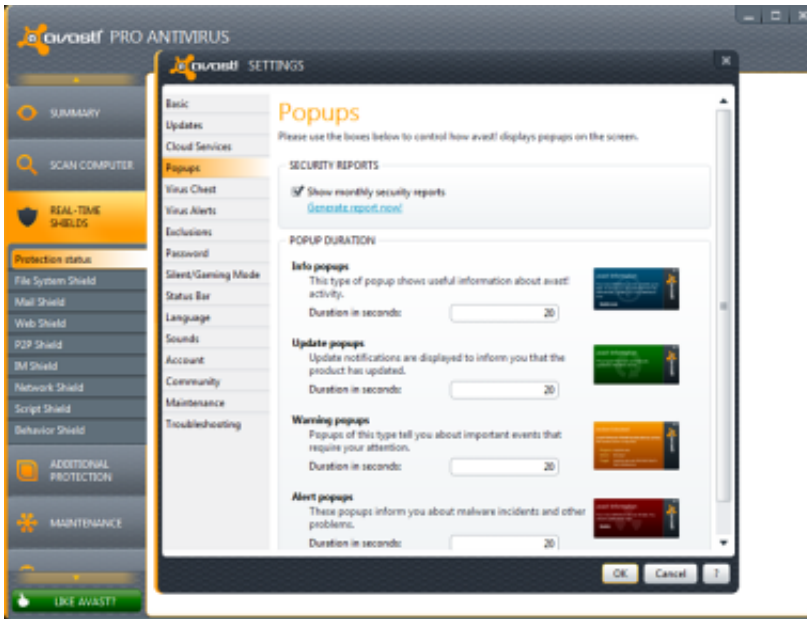 avast! PRO ANTIVIRUS
SUMMARY
SCAN COMPUTER
REAL-TIME
SHIELDS
Protection status
File System Shield
Mail Shield
Web Shield
P2P Shield
IM Shield
Network Shield
Script Shield
Behavior Shield
ADDITIONAL
PROTECTION
MAINTENANCE
LIKE AVAST?
avast! SETTINGS
Basic
Updates
Cloud Services
Popups
Virus Chest
Virus Alerts
Exclusions
Password
Silent/Gaming Mode
Status Bar
Language
Sounds
Account
Community
Maintenance
Troubleshooting
Popups
Please use the boxes below to control how avast! displays popups on the screen.
SECURITY REPORTS
Show monthly security reports
Generate report now!
POPUP DURATION
Info popups
This type of popup shows useful information about avast!
activity.
Duration in seconds: 20
Update popups
Update notifications are displayed to inform you that the
product has updated.
Duration in seconds: 20
Warning popups
Popups of this type tell you about important events that
require your attention.
Duration in seconds: 20
Alert popups
These popups inform you about malware incidents and other
problems.
Duration in seconds: 20
OK Cancel ?